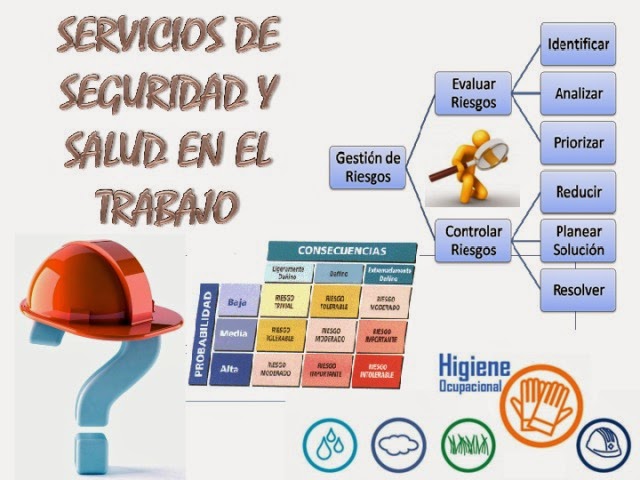 SERVICIOS DE
SEGURIDAD Y
SALUD EN EL
TRABAJO
Gestión de
Riesgos
Evaluar
Riesgos
Identificar
Analizar
Priorizar
Controlar
Riesgos
Reducir
Planear
Solución
Resolver
CONSECUENCIAS
Ligeramente
Dañino
Dañino
Extremadamente
Dañino
PROBABILIDAD
Baja
RIESGO
TRIVIAL
RIESGO
TOLERABLE
RIESGO
MODERADO
Media
RIESGO
TOLERABLE
RIESGO
MODERADO
RIESGO
IMPORTANTE
Alta
RIESGO
MODERADO
RIESGO
IMPORTANTE
RIESGO
INTOLERABLE
Higiene
Ocupacional